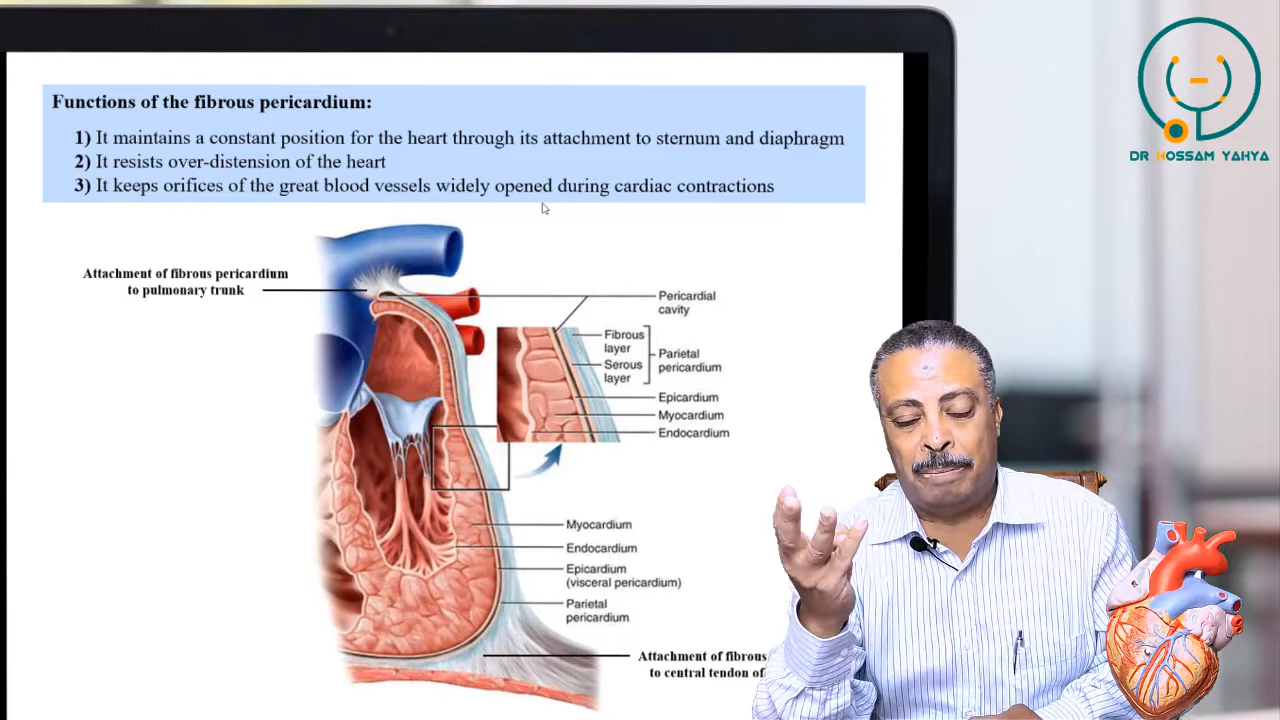 Functions of the fibrous pericardium:
1) It maintains a constant position for the heart through its attachment to sternum and diaphragm
2) It resists over-distension of the heart
3) It keeps orifices of the great blood vessels widely opened during cardiac contractions
DR HOSSAM YAHYA
Attachment of fibrous pericardium
to pulmonary trunk
Pericardial
cavity
Fibrous
layer
Serous
layer
Parietal
pericardium
Epicardium
Myocardium
Endocardium
Myocardium
Endocardium
Epicardium
(visceral pericardium)
Parietal
pericardium
Attachment of fibrous
to central tendon of